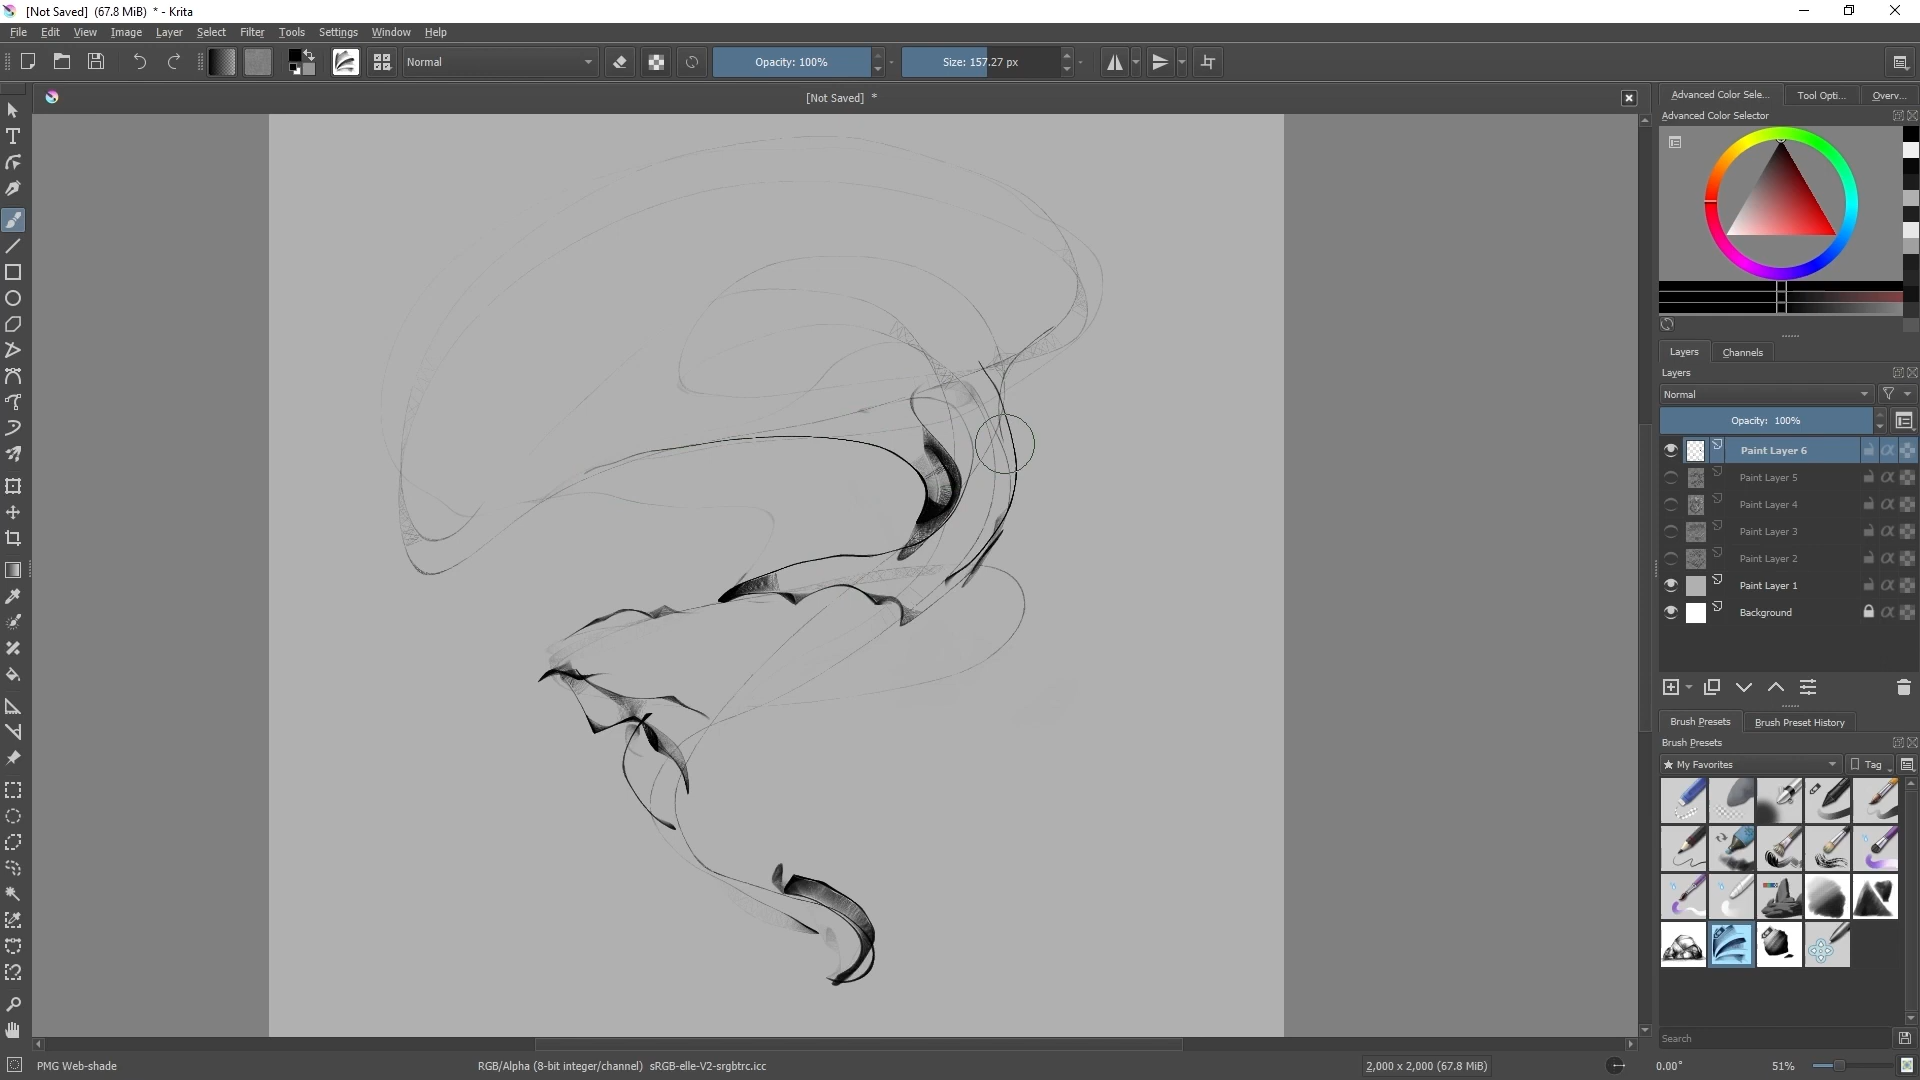 [Not Saved]  (67.8 MiB)  * - Krita
File Edit View Image Layer Select Filter Tools Settings Window Help
Normal
Opacity: 100%
Size: 157.27 px
[Not Saved]  *
Advanced Color Sele... Tool Opti... Overv...
Advanced Color Selector
Layers Channels
Layers
Normal
Opacity:  100%
Paint Layer 6
Paint Layer 5
Paint Layer 4
Paint Layer 3
Paint Layer 2
Paint Layer 1
Background
Brush Presets Brush Preset History
Brush Presets
★ My Favorites Tag
Search
PMG Web-shade
RGB/Alpha (8-bit integer/channel)  sRGB-elle-V2-srgbtrc.icc
2,000 x 2,000 (67.8 MiB)
0.00°
51%